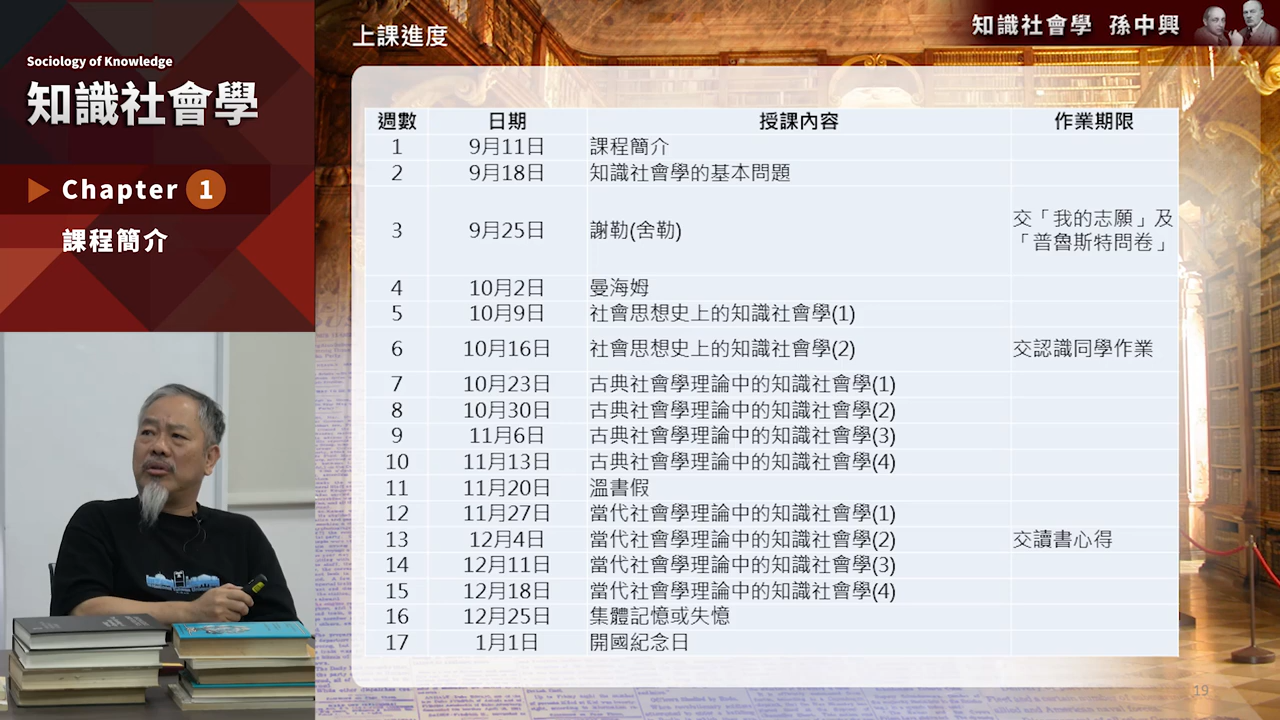 Sociology of Knowledge
知識社會學
Chapter 1
課程簡介
上課進度
知識社會學 孫中興
週數 日期 授課內容 作業期限
1 9月11日 課程簡介
2 9月18日 知識社會學的基本問題
3 9月25日 謝勒(舍勒) 交「我的志願」及
「普魯斯特問卷」
4 10月2日 曼海姆
5 10月9日 社會思想史上的知識社會學(1)
6 10月16日 社會思想史上的知識社會學(2) 交認識同學作業
7 10月23日 古典社會學理論中的知識社會學(1)
8 10月30日 古典社會學理論中的知識社會學(2)
9 11月6日 古典社會學理論中的知識社會學(3)
10 11月13日 古典社會學理論中的知識社會學(4)
11 11月20日 溫書假
12 11月27日 當代社會學理論中的知識社會學(1)
13 12月4日 當代社會學理論中的知識社會學(2) 交讀書心得
14 12月11日 當代社會學理論中的知識社會學(3)
15 12月18日 當代社會學理論中的知識社會學(4)
16 12月25日 集體記憶或失憶
17 1月1日 開國紀念日
19